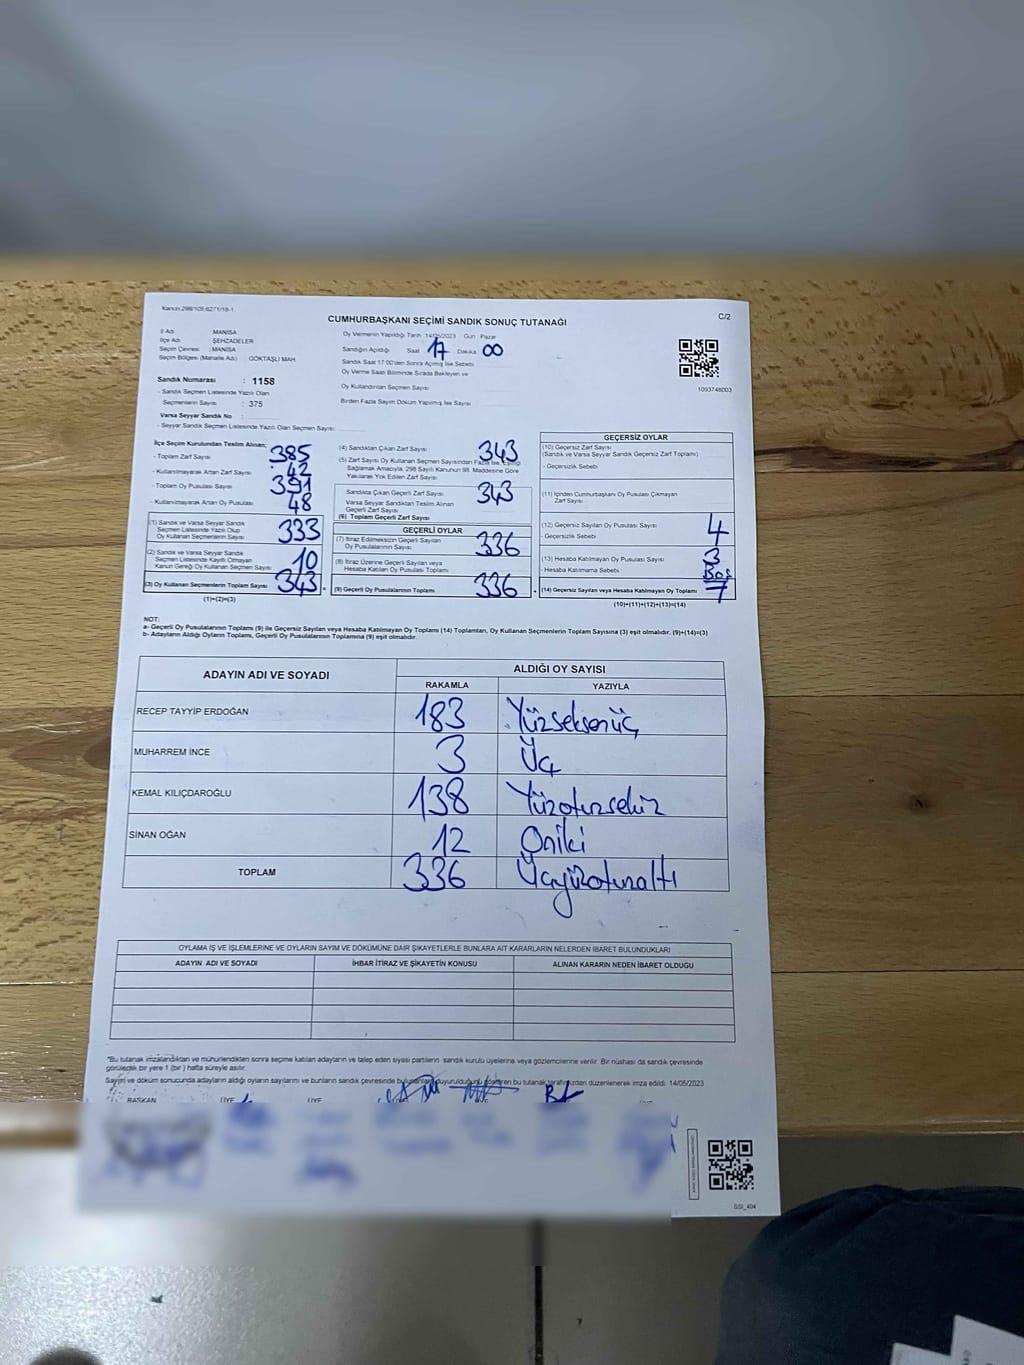 Kanun:298/105;6271/18-1
C/2
CUMHURBAŞKANI SEÇİMİ SANDIK SONUÇ TUTANAĞI
İl Adı : MANİSA
İlçe Adı : ŞEHZADELER
Seçim Çevresi : MANİSA
Seçim Bölgesi (Mahalle Adı) : GÖKTAŞLI MAH.
Sandık Numarası : 1158
- Sandık Seçmen Listesinde Yazılı Olan
Seçmenlerin Sayısı : 375
Varsa Seyyar Sandık No :
- Seyyar Sandık Seçmen Listesinde Yazılı Olan Seçmen Sayısı:
Oy Vermenin Yapıldığı Tarih 14/05/2023 Gün : Pazar
Sandığın Açıldığı Saat 17 Dakika 00
Sandık Saat 17:00'den Sonra Açılmış İse Sebebi
Oy Verme Saati Bitiminde Sırada Bekleyen ve
Oy Kullandırılan Seçmen Sayısı
Birden Fazla Sayım Döküm Yapılmış İse Sayısı
1093748003
İlçe Seçim Kurulundan Teslim Alınan;
- Toplam Zarf Sayısı : 385
- Kullanılmayarak Artan Zarf Sayısı : 42
- Toplam Oy Pusulası Sayısı : 391
- Kullanılmayarak Artan Oy Pusulası : 48
(1) Sandık ve Varsa Seyyar Sandık
Seçmen Listesinde Yazılı Olup
Oy Kullanan Seçmen Sayısı 333
(2) Sandık ve Varsa Seyyar Sandık
Seçmen Listesinde Kayıtlı Olmayan
Kanun Gereği Oy Kullanan Seçmen Sayısı 10
(3) Oy Kullanan Seçmenlerin Toplam Sayısı 343
(1)+(2)=(3)
(4) Sandıktan Çıkan Zarf Sayısı 343
(5) Zarf Sayısı Oy Kullanan Seçmen Sayısından Fazla İse, Eşitliği
Sağlamak Amacıyla, 298 Sayılı Kanunun 98. Maddesine Göre
Yakılarak Yok Edilen Zarf Sayısı
Sandıkta Çıkan Geçerli Zarf Sayısı 343
Varsa Seyyar Sandıktan Teslim Alınan
Geçerli Zarf Sayısı
(6) Toplam Geçerli Zarf Sayısı
GEÇERLİ OYLAR
(7) İtiraz Edilmeksizin Geçerli Sayılan
Oy Pusulalarının Sayısı 336
(8) İtiraz Üzerine Geçerli Sayılan veya
Hesaba Katılan Oy Pusulası Toplamı
(9) Geçerli Oy Pusulalarının Toplamı 336
GEÇERSİZ OYLAR
(10) Geçersiz Zarf Sayısı
(Sandık ve Varsa Seyyar Sandık Geçersiz Zarf Toplamı)
- Geçersizlik Sebebi
(11) İçinden Cumhurbaşkanı Oy Pusulası Çıkmayan
Zarf Sayısı
(12) Geçersiz Sayılan Oy Pusulası Sayısı 4
- Geçersizlik Sebebi
(13) Hesaba Katılmayan Oy Pusulası Sayısı 3
- Hesaba Katılmama Sebebi Boş
(14) Geçersiz Sayılan veya Hesaba Katılmayan Oy Toplamı 7
(10)+(11)+(12)+(13)=(14)
NOT:
a- Geçerli Oy Pusulasının Toplamı (9) ile Geçersiz Sayılan veya Hesaba Katılmayan Oy Toplamı (14) Toplamları, Oy Kullanan Seçmenlerin Toplam Sayısına (3) eşit olmalıdır. (9)+(14)=(3)
b- Adayların Aldığı Oyların Toplamı, Geçerli Oy Pusulalarının Toplamına (9) eşit olmalıdır.
ADAYIN ADI VE SOYADI ALDIĞI OY SAYISI
RAKAMLA YAZIYLA
RECEP TAYYİP ERDOĞAN 183 Yüzseksenüç
MUHARREM İNCE 3 Üç
KEMAL KILIÇDAROĞLU 138 Yüzotuzsekiz
SİNAN OĞAN 12 Oniki
TOPLAM 336 Üçyüzotuzaltı
OYLAMA İŞ VE İŞLEMLERİNE VE OYLARIN SAYIM VE DÖKÜMÜNE DAİR ŞİKAYETLERLE BUNLARA AİT KARARLARIN NELERDEN İBARET BULUNDUKLARI
ADAYIN ADI VE SOYADI İHBAR İTİRAZ VE ŞİKAYETİN KONUSU ALINAN KARARIN NEDEN İBARET OLDUĞU
"Bu tutanak imzalandıktan ve mühürlendikten sonra seçime katılan adayların ve talep eden siyasi partilerin sandık kurulu üyelerine veya gözlemcilerine verilir. Bir nüshası da sandık çevresinde
görülecek bir yere 1 (bir) hafta süreyle asılır.
Sayım ve döküm sonucunda adayların aldığı oyların sayılarını ve bunların sandık çevresinde bulunanlara duyurulduğunu gösteren bu tutanak tarafımızdan düzenlenerek imza edildi. 14/05/2023
BAŞKAN ÜYE ÜYE
SSİ_404